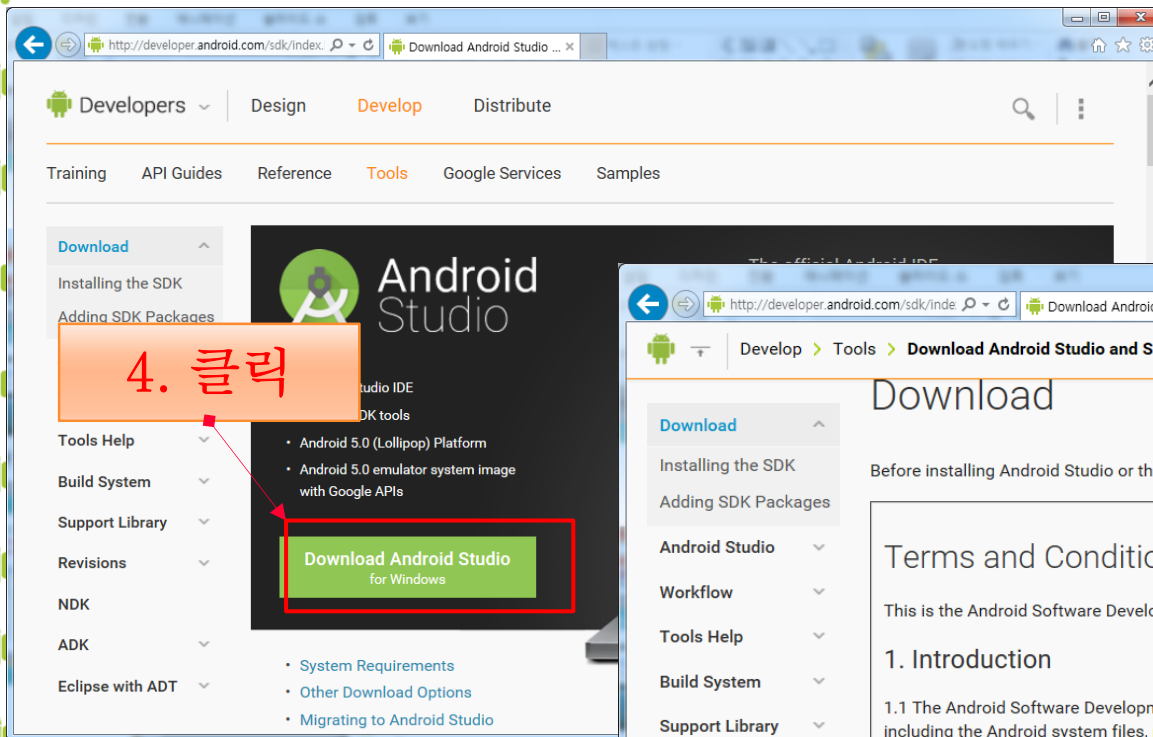 http://developer.android.com/sdk/index.
Download Android Studio ...
Developers
Design
Develop
Distribute
Training
API Guides
Reference
Tools
Google Services
Samples
Download
Installing the SDK
Adding SDK Packages
Tools Help
Build System
Support Library
Revisions
NDK
ADK
Eclipse with ADT
Android
Studio
The official Android IDE
4. 클릭
tudio IDE
DK tools
• Android 5.0 (Lollipop) Platform
• Android 5.0 emulator system image
with Google APIs
Download Android Studio
for Windows
• System Requirements
• Other Download Options
• Migrating to Android Studio
http://developer.android.com/sdk/inde
Download Androi
Develop > Tools > Download Android Studio and S
Download
Installing the SDK
Adding SDK Packages
Android Studio
Workflow
Tools Help
Build System
Support Library
Download
Before installing Android Studio or th
Terms and Conditio
This is the Android Software Develo
1. Introduction
1.1 The Android Software Developm
including the Android system files,